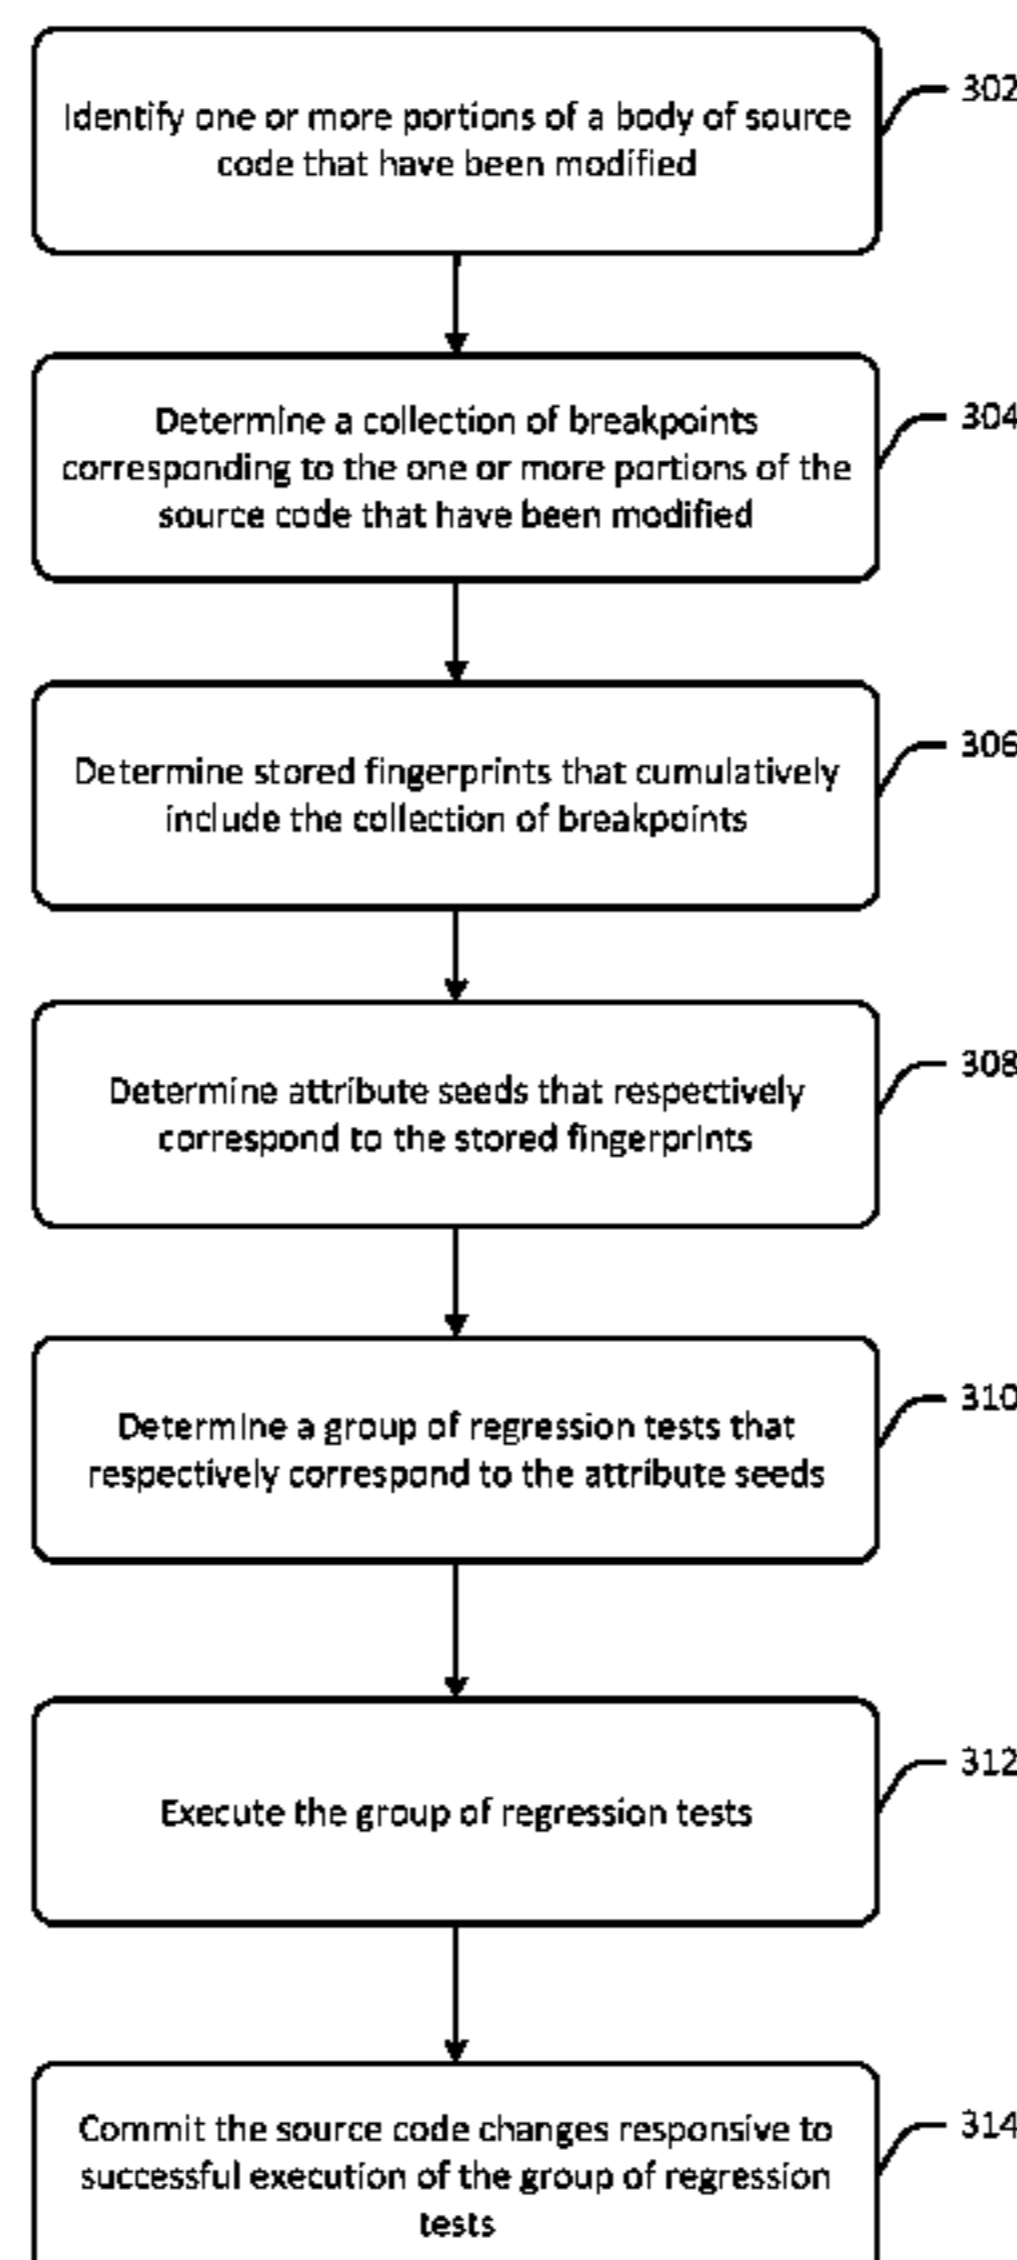 Identify one or more portions of a body of source
code that have been modified
302
Determine a collection of breakpoints
corresponding to the one or more portions of the
source code that have been modified
304
Determine stored fingerprints that cumulatively
include the collection of breakpoints
306
Determine attribute seeds that respectively
correspond to the stored fingerprints
308
Determine a group of regression tests that
respectively correspond to the attribute seeds
310
Execute the group of regression tests
312
Commit the source code changes responsive to
successful execution of the group of regression
tests
314